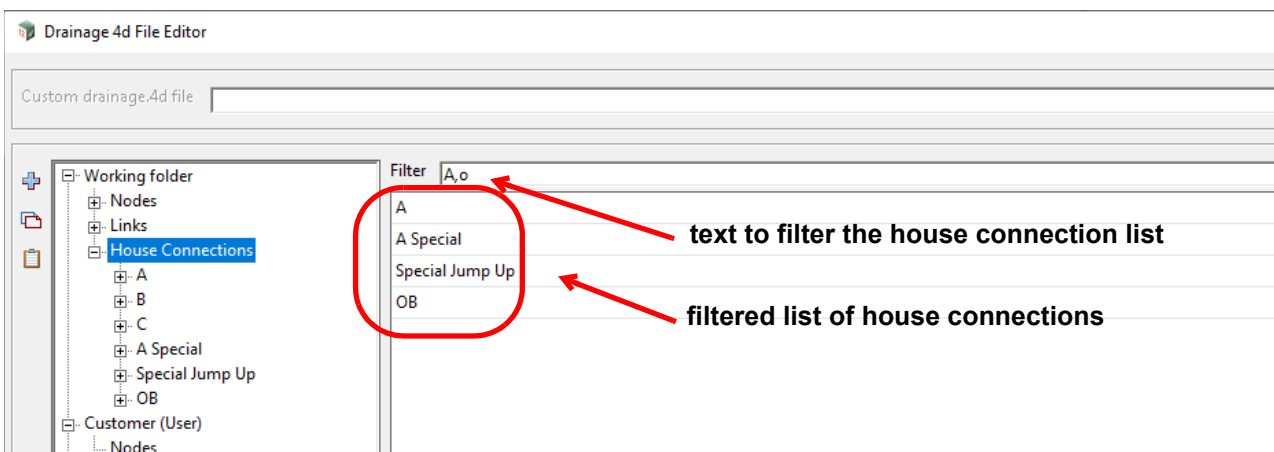 Drainage 4d File Editor
Custom drainage.4d file
Filter A,o
Working folder
Nodes
Links
House Connections
A
B
C
A Special
Special Jump Up
OB
Customer (User)
Nodes
A
A Special
Special Jump Up
OB
text to filter the house connection list
filtered list of house connections